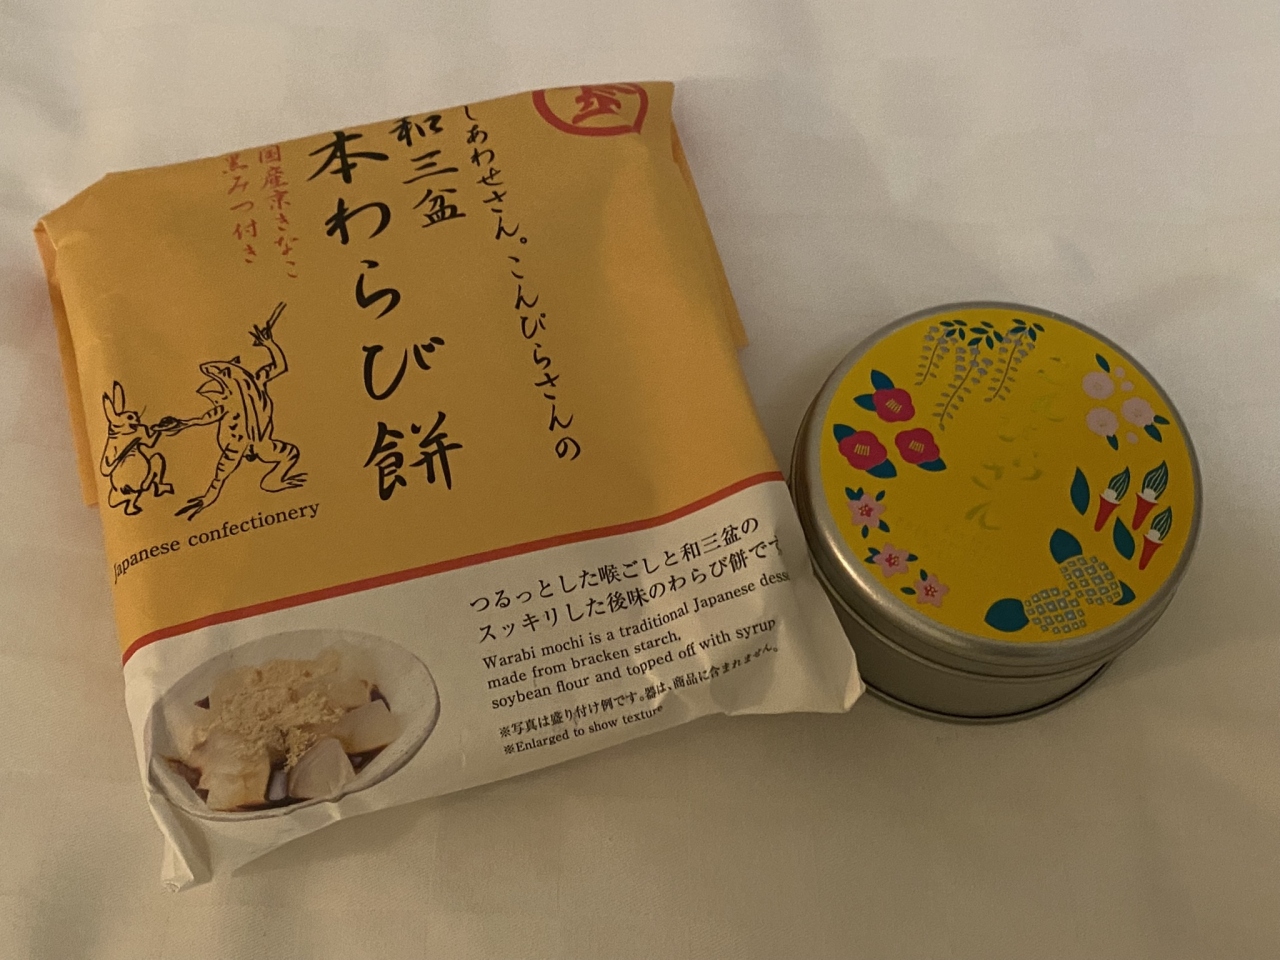 しあわせさん。こんぴらさんの
和三盆
本わらび餅
国産京きなこ
黒みつ付き
Japanese confectionery
つるっとした喉ごしと和三盆の
スッキリした後味のわらび餅です
Warabi mochi is a traditional Japanese
made from bracken starch,
soybean flour and topped off with syrup
※写真は盛り付け例です。器は、商品に含まれません。
※Enlarged to show texture